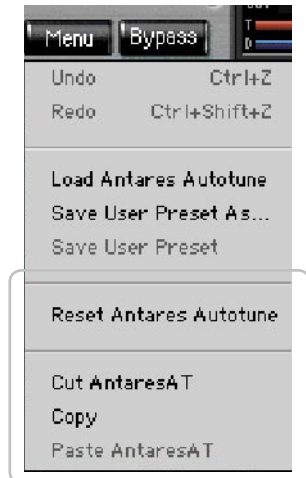 Menu Bypass T
D
Undo Ctrl+Z
Redo Ctrl+Shift+Z
Load Antares Autotune
Save User Preset As...
Save User Preset
Reset Antares Autotune
Cut AntaresAT
Copy
Paste AntaresAT